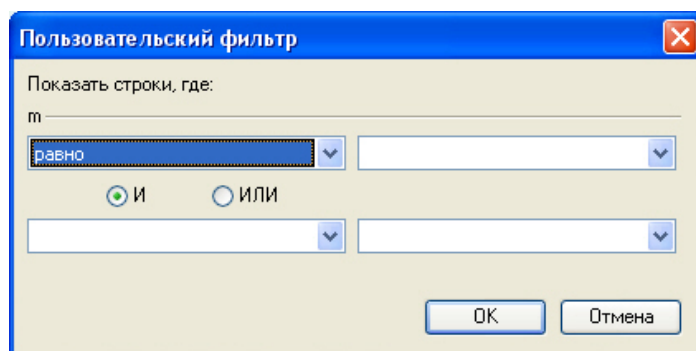 Пользовательский фильтр
Показать строки, где:
m
равно
И ИЛИ
OK Отмена